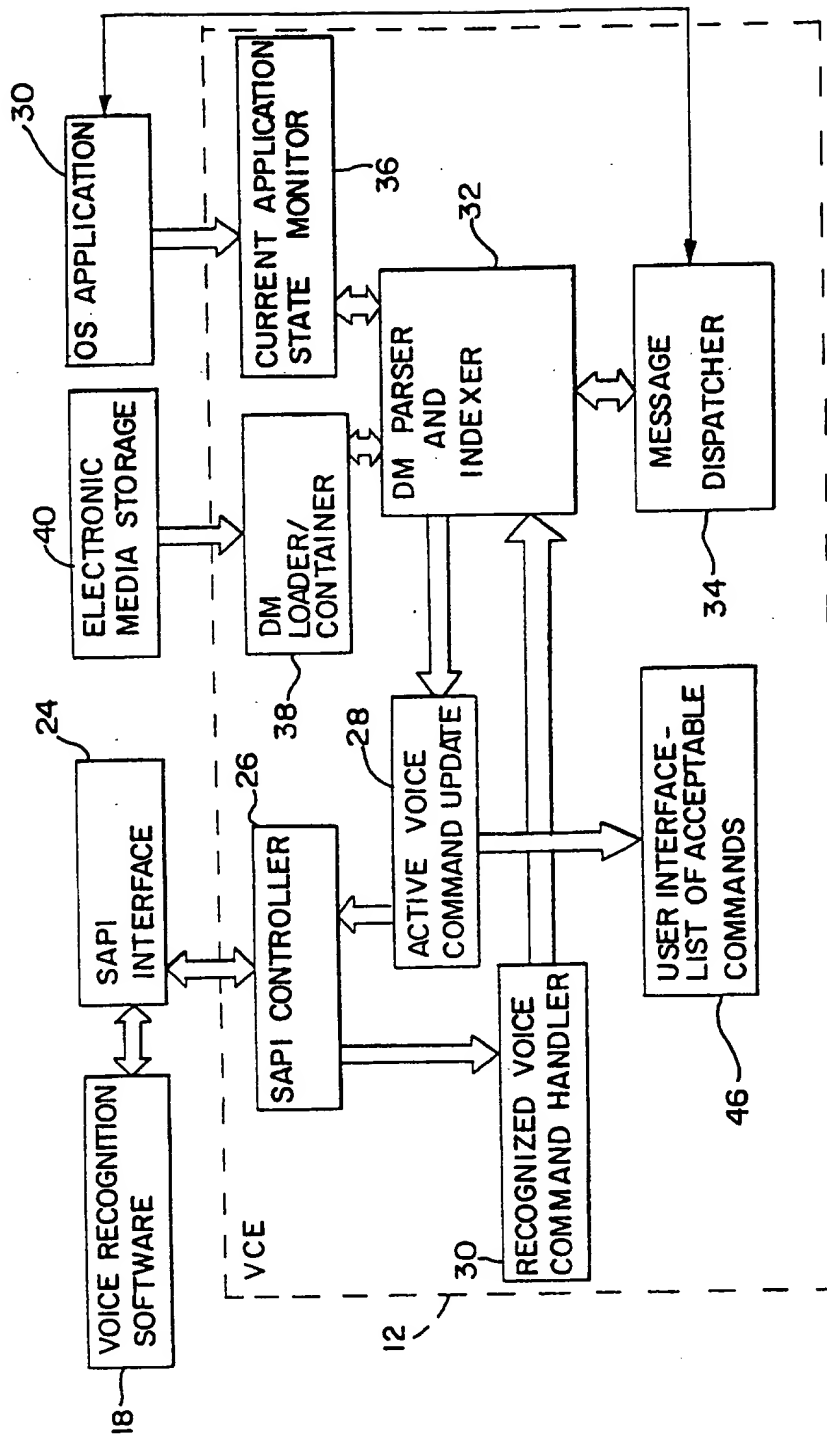 18
VOICE RECOGNITION
SOFTWARE
24
SAPI
INTERFACE
40
ELECTRONIC
MEDIA STORAGE
30
OS APPLICATION
VCE
12
26
SAPI CONTROLLER
38
DM
LOADER/
CONTAINER
CURRENT APPLICATION
STATE MONITOR
36
28
ACTIVE VOICE
COMMAND UPDATE
DM PARSER
AND
INDEXER
32
30
RECOGNIZED VOICE
COMMAND HANDLER
46
USER INTERFACE-
LIST OF ACCEPTABLE
COMMANDS
34
MESSAGE
DISPATCHER